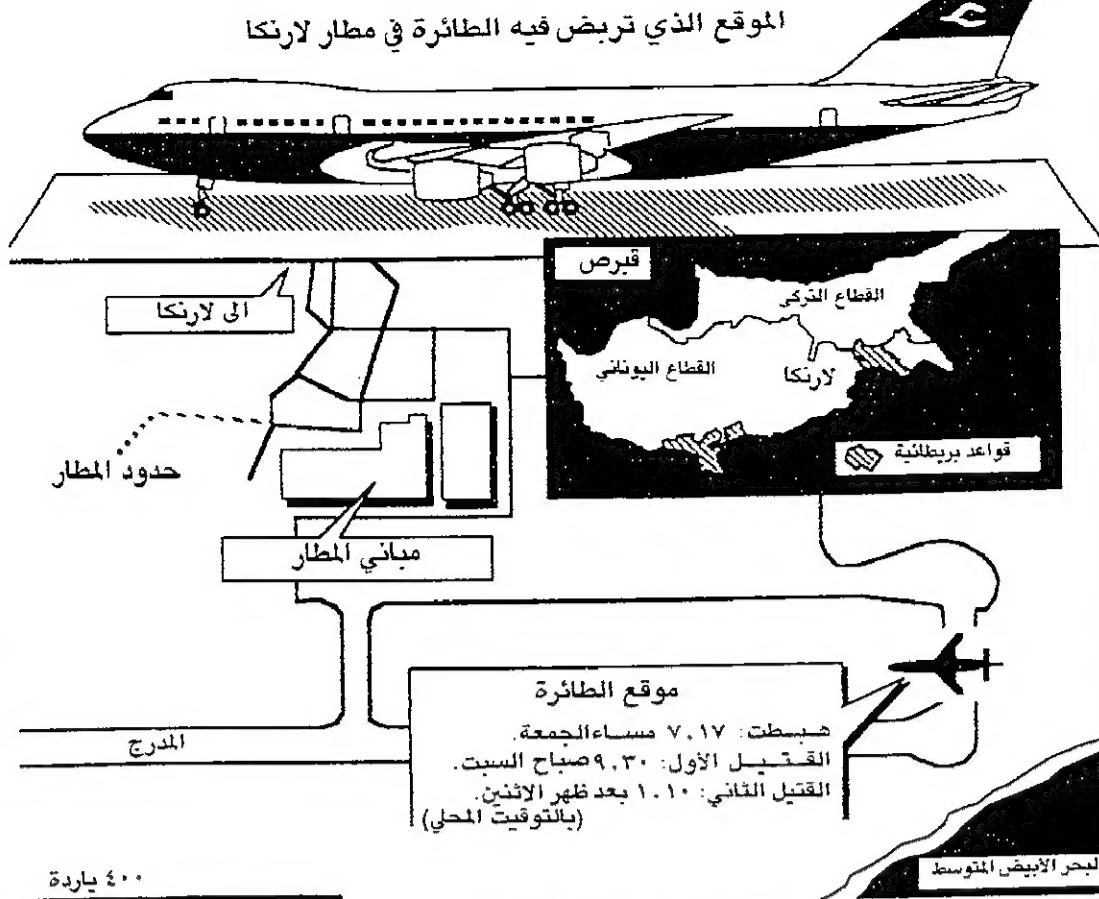 الموقع الذي تربض فيه الطائرة في مطار لارنكا
قبرص
القطاع التركي
الى لارنكا
القطاع اليوناني
لارنكا
قواعد بريطانية
حدود المطار
مباني المطار
موقع الطائرة
هبطت: ٧,١٧ مساء الجمعة.
القتيل الأول: ٩,٣٠ صباح السبت.
القتيل الثاني: ١,١٠ بعد ظهر الاثنين.
(بالتوقيت المحلي)
المدرج
لبحر الأبيض المتوسط
٤٠٠ ياردة